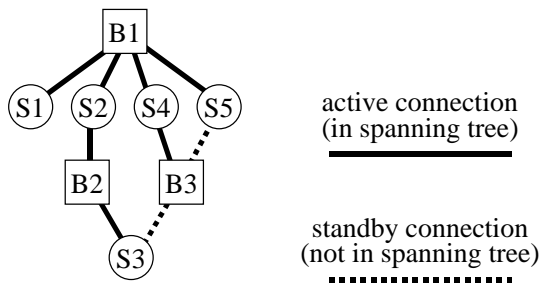 B1
S1
S2
S4
S5
active connection
(in spanning tree)
B2
B3
standby connection
(not in spanning tree)
S3